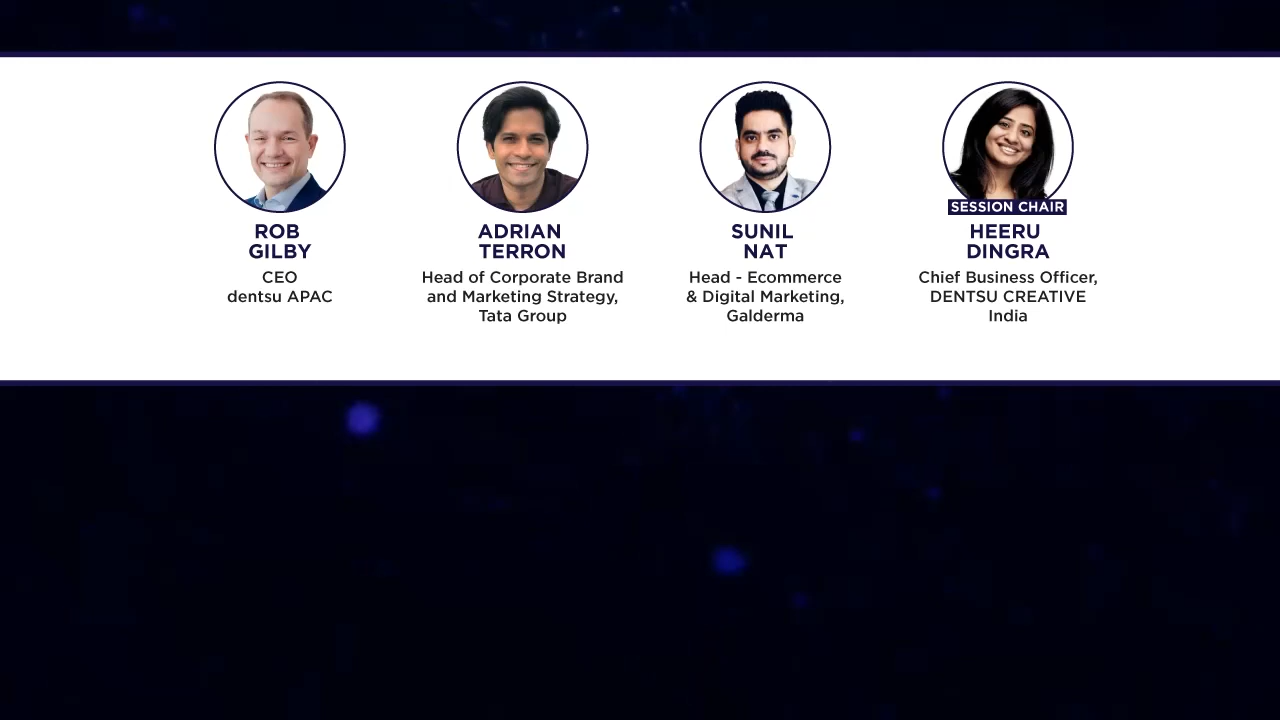 ROB
GILBY
CEO
dentsu APAC
ADRIAN
TERRON
Head of Corporate Brand
and Marketing Strategy,
Tata Group
SUNIL
NAT
Head - Ecommerce
& Digital Marketing,
Galderma
SESSION CHAIR
HEERU
DINGRA
Chief Business Officer,
DENTSU CREATIVE
India